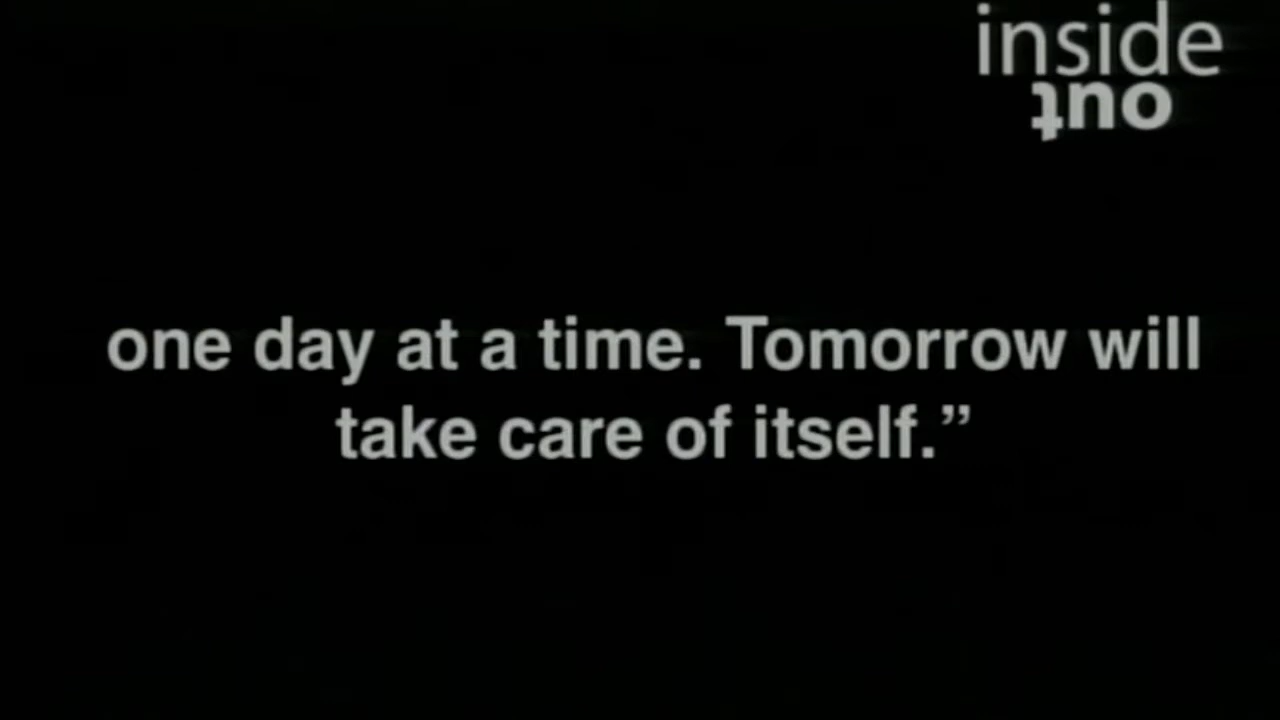 inside
out
one day at a time. Tomorrow will
take care of itself.”